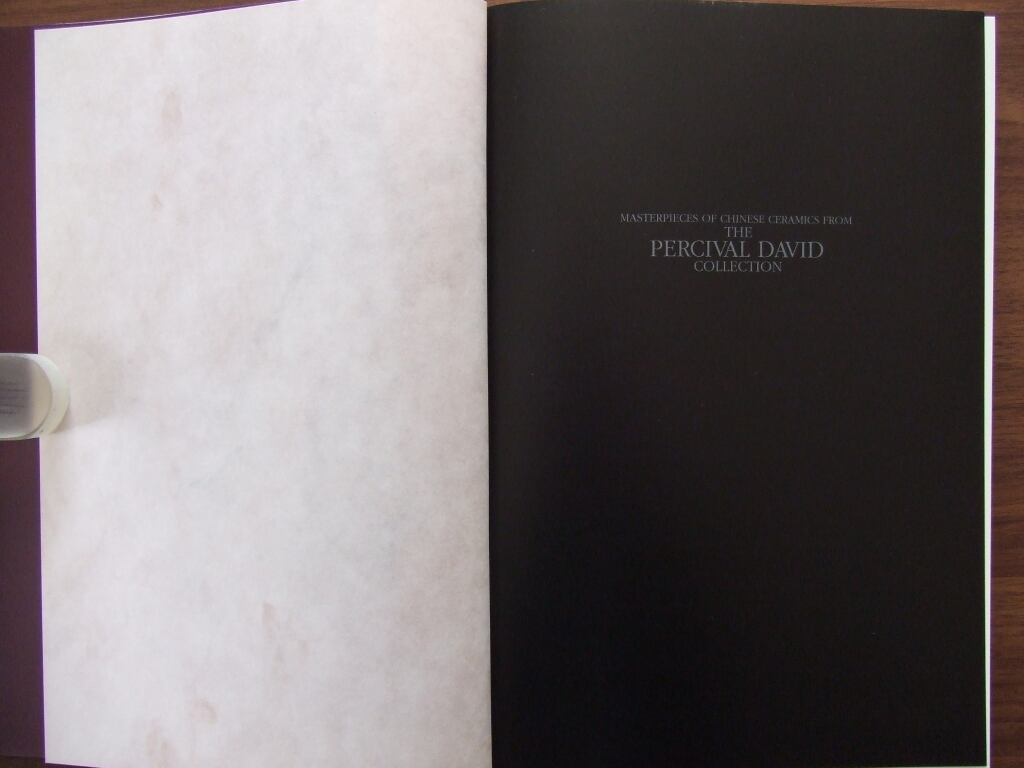 MASTERPIECES OF CHINESE CERAMICS FROM
THE
PERCIVAL DAVID
COLLECTION